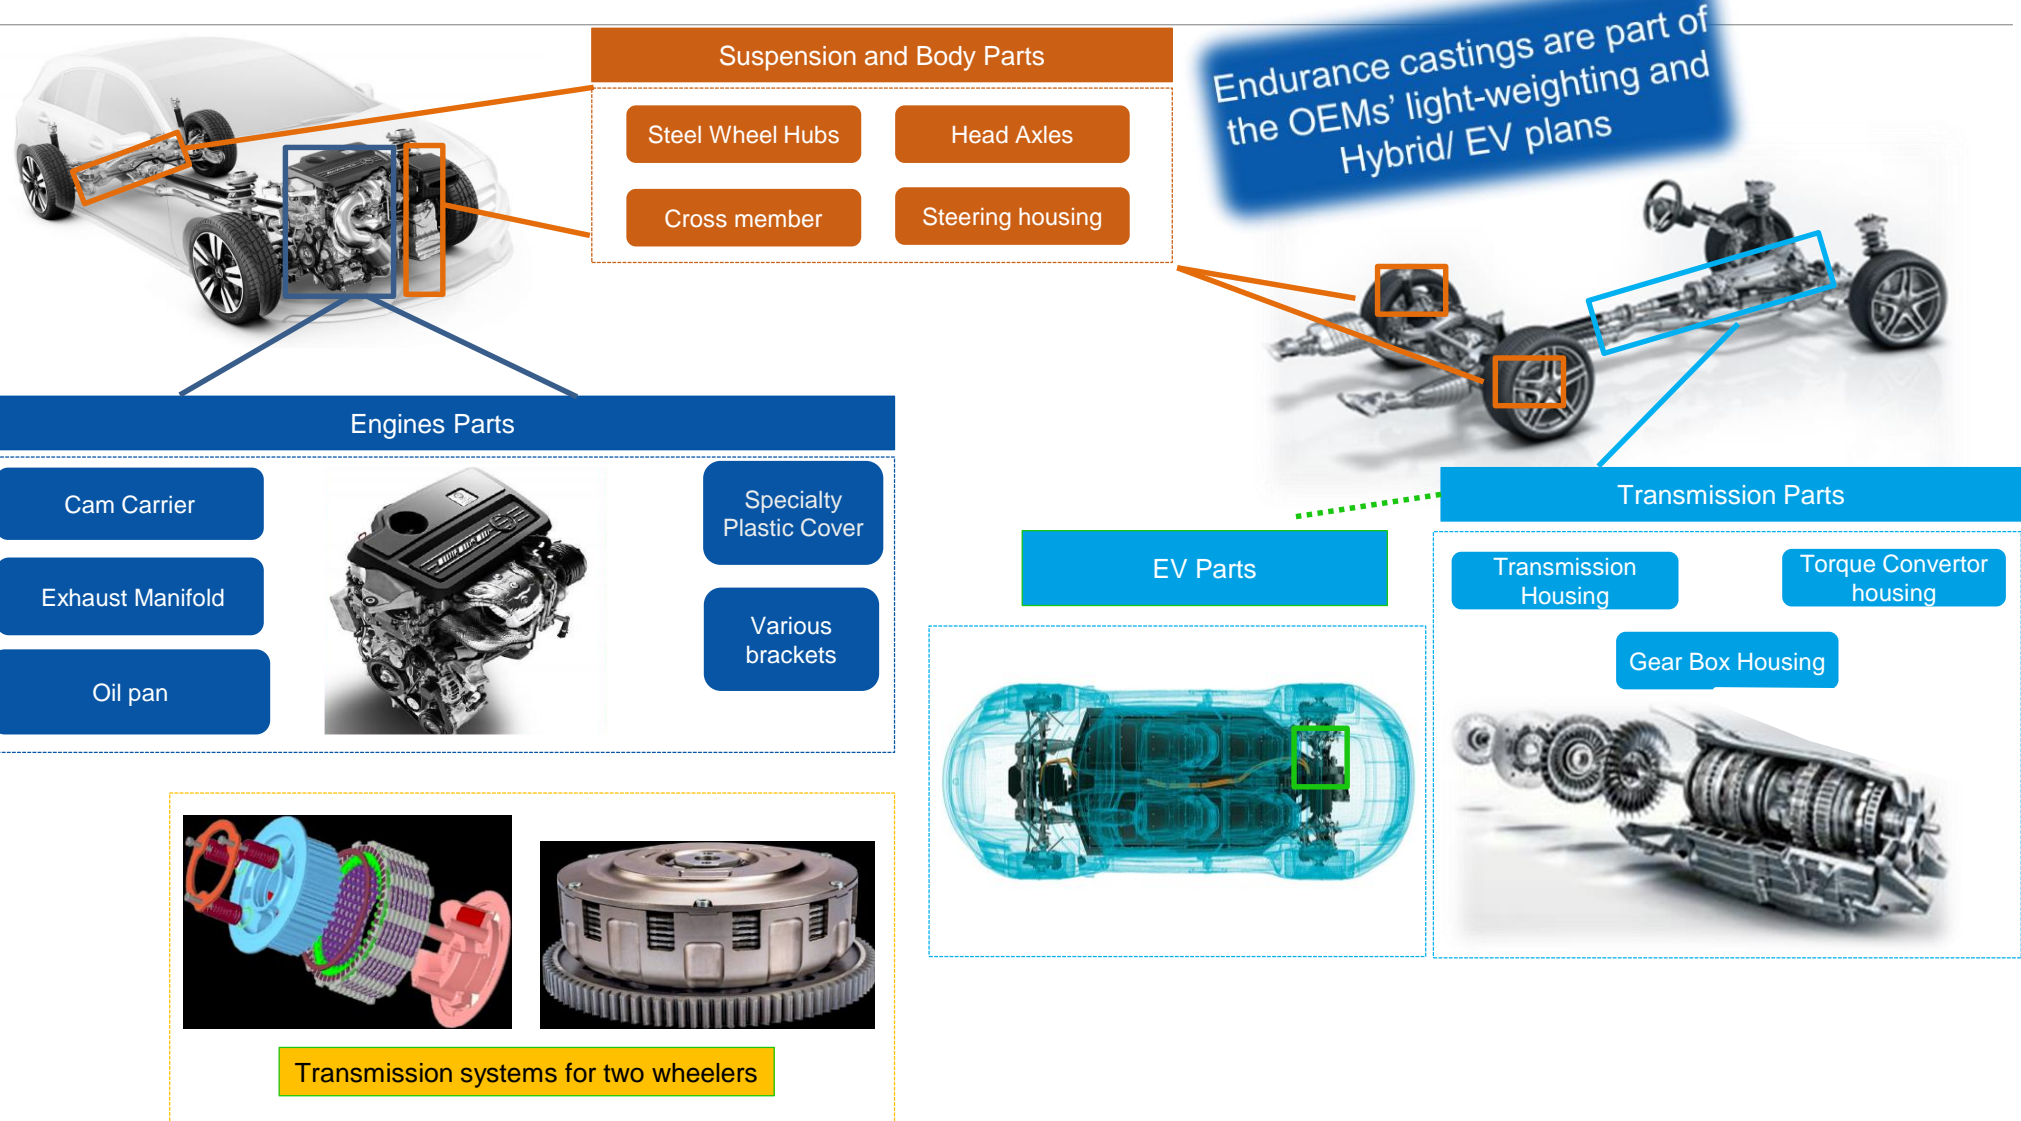 Suspension and Body Parts
Steel Wheel Hubs
Head Axles
Cross member
Steering housing
Endurance castings are part of
the OEMs’ light-weighting and
Hybrid/ EV plans
Engines Parts
Cam Carrier
Exhaust Manifold
Oil pan
Specialty
Plastic Cover
Various
brackets
EV Parts
Transmission Parts
Transmission
Housing
Torque Convertor
housing
Gear Box Housing
Transmission systems for two wheelers